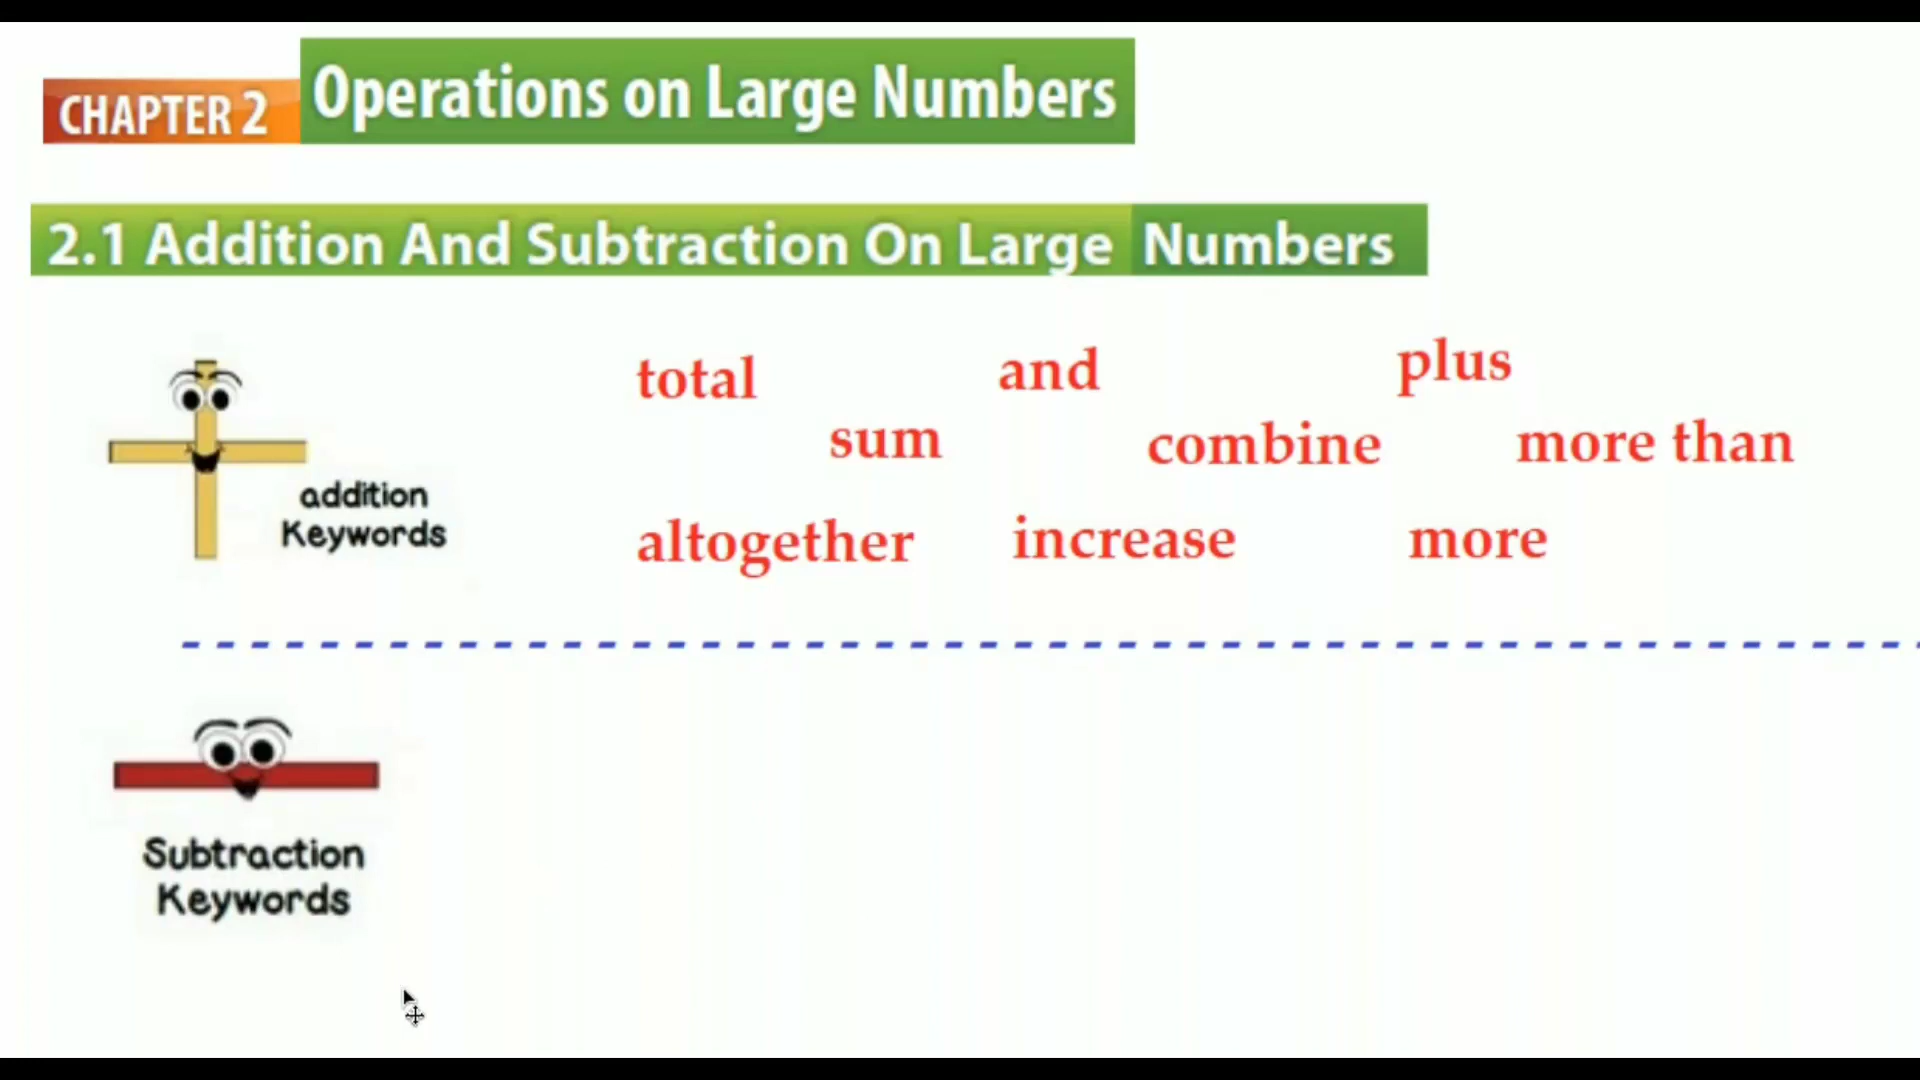 CHAPTER 2 Operations on Large Numbers
2.1 Addition And Subtraction On Large Numbers
total and plus
sum combine more than
addition
Keywords
altogether increase more
Subtraction
Keywords